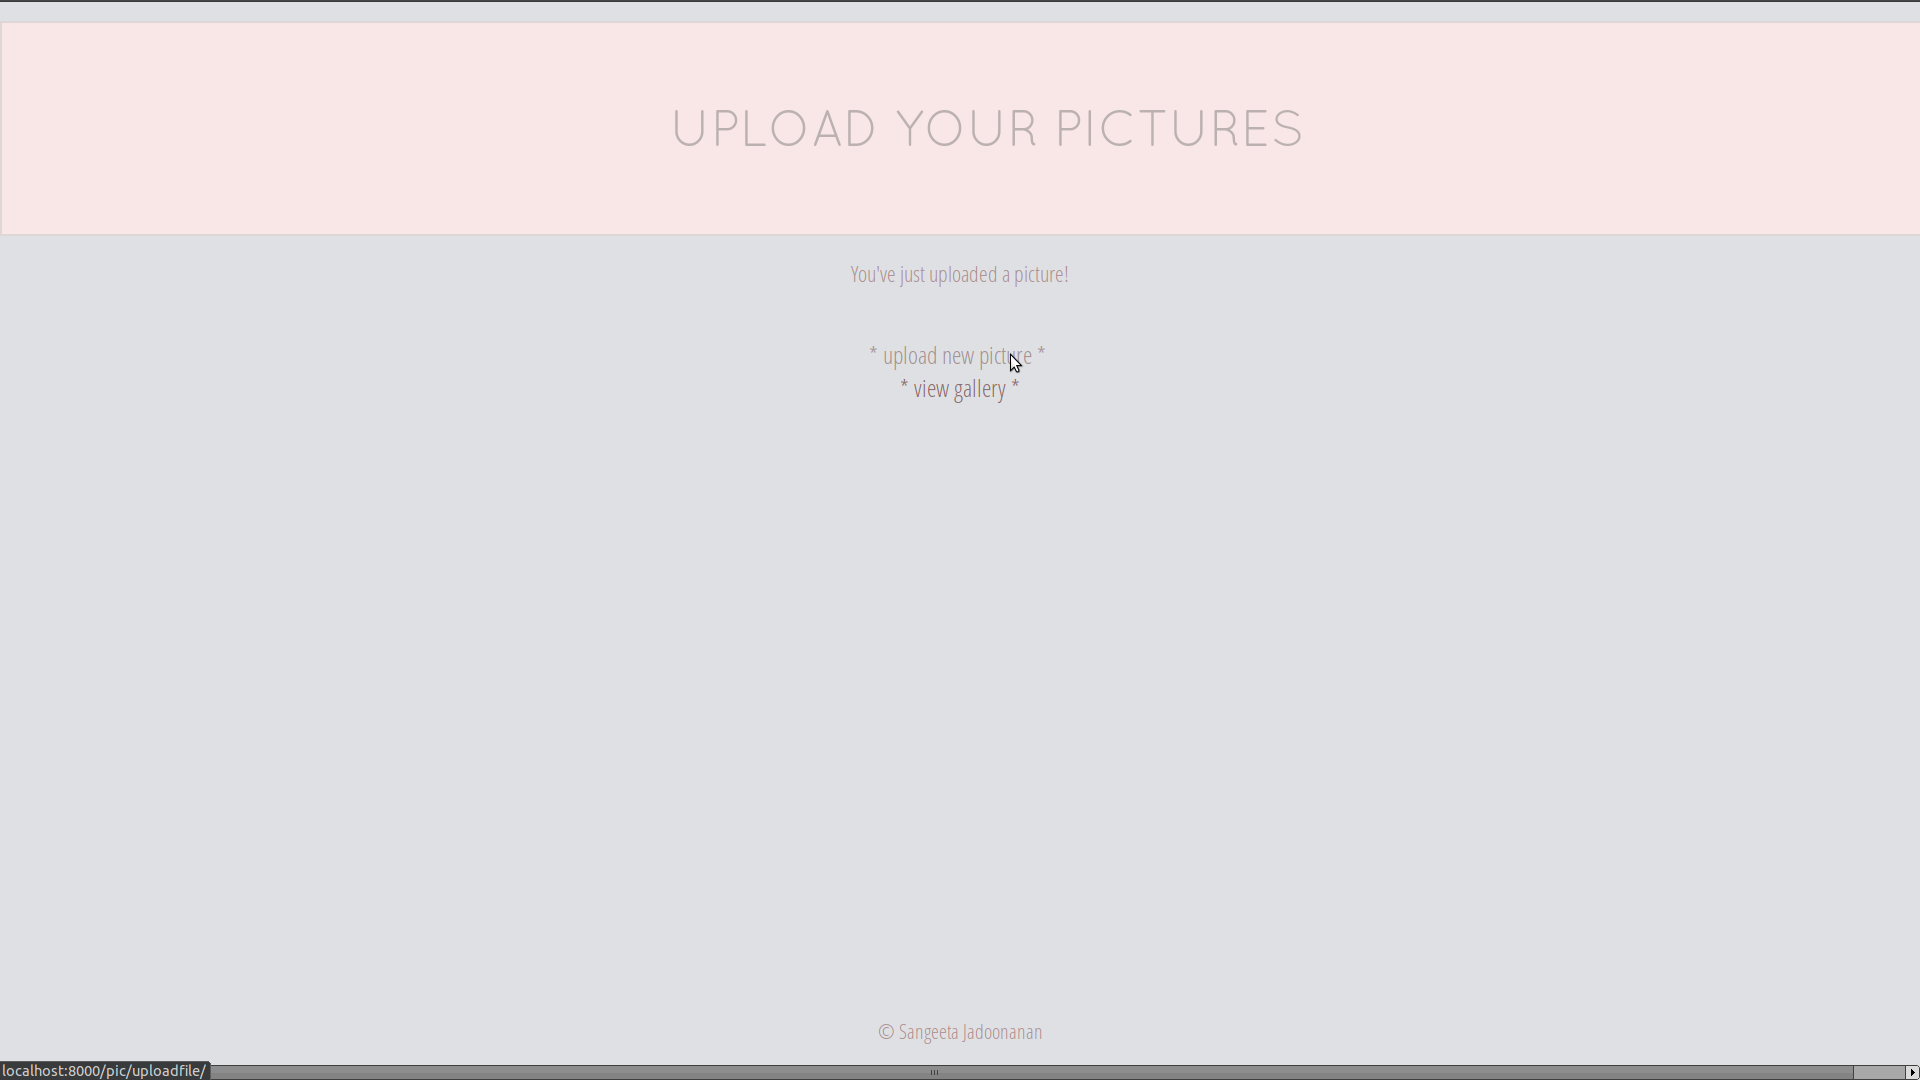 UPLOAD YOUR PICTURES
You've just uploaded a picture!
* upload new picture *
* view gallery *
© Sangeeta Jadoonanan
localhost:8000/pic/uploadfile/